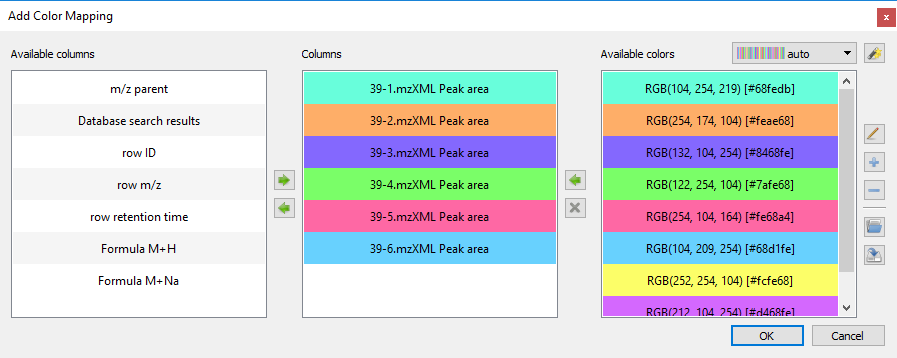 Add Color Mapping
x
Available columns
Columns
Available colors
auto
m/z parent
Database search results
row ID
row m/z
row retention time
Formula M+H
Formula M+Na
39-1.mzXML Peak area
39-2.mzXML Peak area
39-3.mzXML Peak area
39-4.mzXML Peak area
39-5.mzXML Peak area
39-6.mzXML Peak area
RGB(104, 254, 219) [#68fedb]
RGB(254, 174, 104) [#feae68]
RGB(132, 104, 254) [#8468fe]
RGB(122, 254, 104) [#7afe68]
RGB(254, 104, 164) [#fe68a4]
RGB(104, 209, 254) [#68d1fe]
RGB(252, 254, 104) [#fcfe68]
RGB(212, 104, 254) [#d468fe]
OK
Cancel